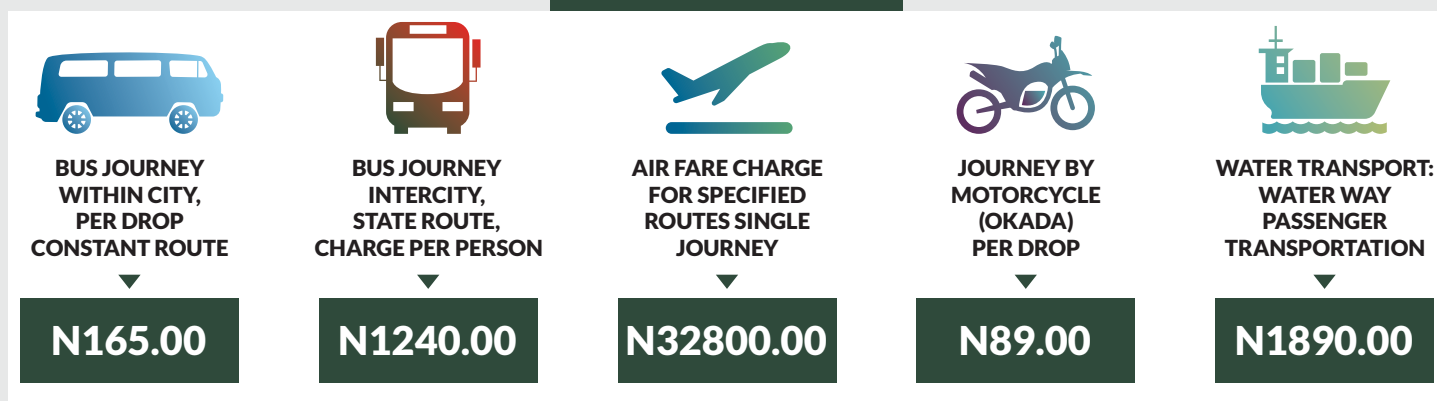 BUS JOURNEY
WITHIN CITY,
PER DROP
CONSTANT ROUTE
N165.00
BUS JOURNEY
INTERCITY,
STATE ROUTE,
CHARGE PER PERSON
N1240.00
AIR FARE CHARGE
FOR SPECIFIED
ROUTES SINGLE
JOURNEY
N32800.00
JOURNEY BY
MOTORCYCLE
(OKADA)
PER DROP
N89.00
WATER TRANSPORT:
WATER WAY
PASSENGER
TRANSPORTATION
N1890.00